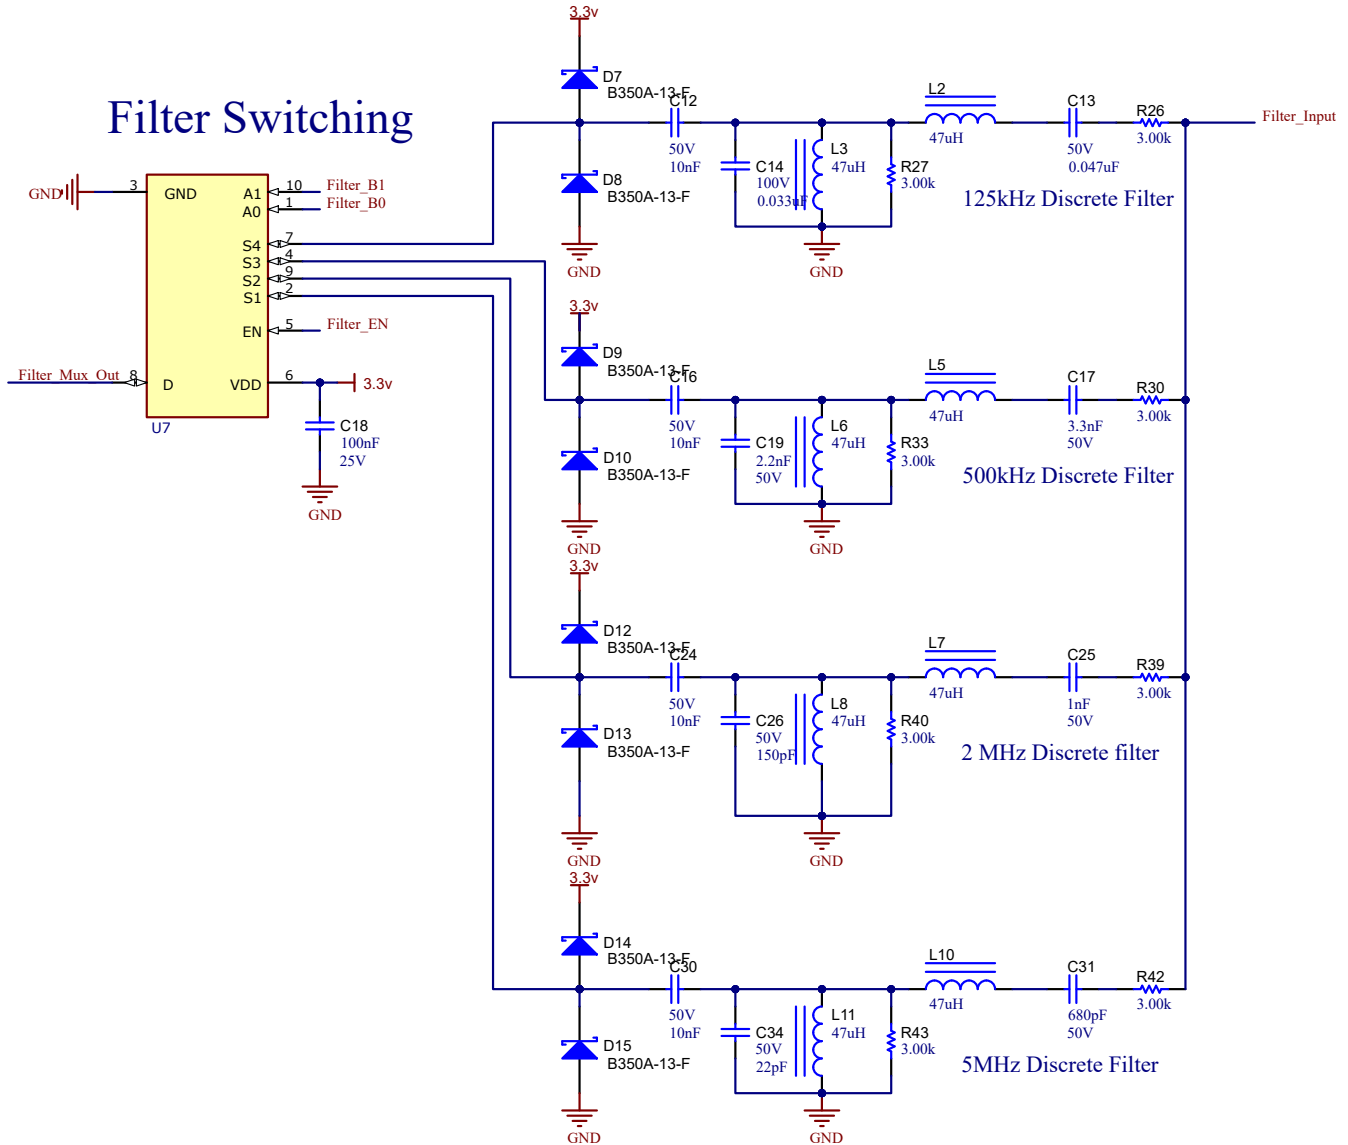 Filter Switching
GND
3
GND
A1
10
Filter_B1
A0
1
Filter_B0
S4
7
S3
4
S2
9
S1
2
EN
5
Filter_EN
Filter_Mux_Out
8
D
VDD
6
3.3v
U7
C18
100nF
25V
GND
3.3v
D7
B350A-13-F
C12
50V
10nF
D8
B350A-13-F
GND
C14
100V
0.033uF
L3
47uH
R27
3.00k
GND
L2
47uH
C13
50V
0.047uF
R26
3.00k
Filter_Input
125kHz Discrete Filter
3.3v
D9
B350A-13-F
C16
50V
10nF
D10
B350A-13-F
GND
C19
2.2nF
50V
L6
47uH
R33
3.00k
GND
L5
47uH
C17
3.3nF
50V
R30
3.00k
500kHz Discrete Filter
3.3v
D12
B350A-13-F
C24
50V
10nF
D13
B350A-13-F
GND
C26
50V
150pF
L8
47uH
R40
3.00k
GND
L7
47uH
C25
1nF
50V
R39
3.00k
2 MHz Discrete filter
3.3v
D14
B350A-13-F
C30
50V
10nF
D15
B350A-13-F
GND
C34
50V
22pF
L11
47uH
R43
3.00k
GND
L10
47uH
C31
680pF
50V
R42
3.00k
5MHz Discrete Filter